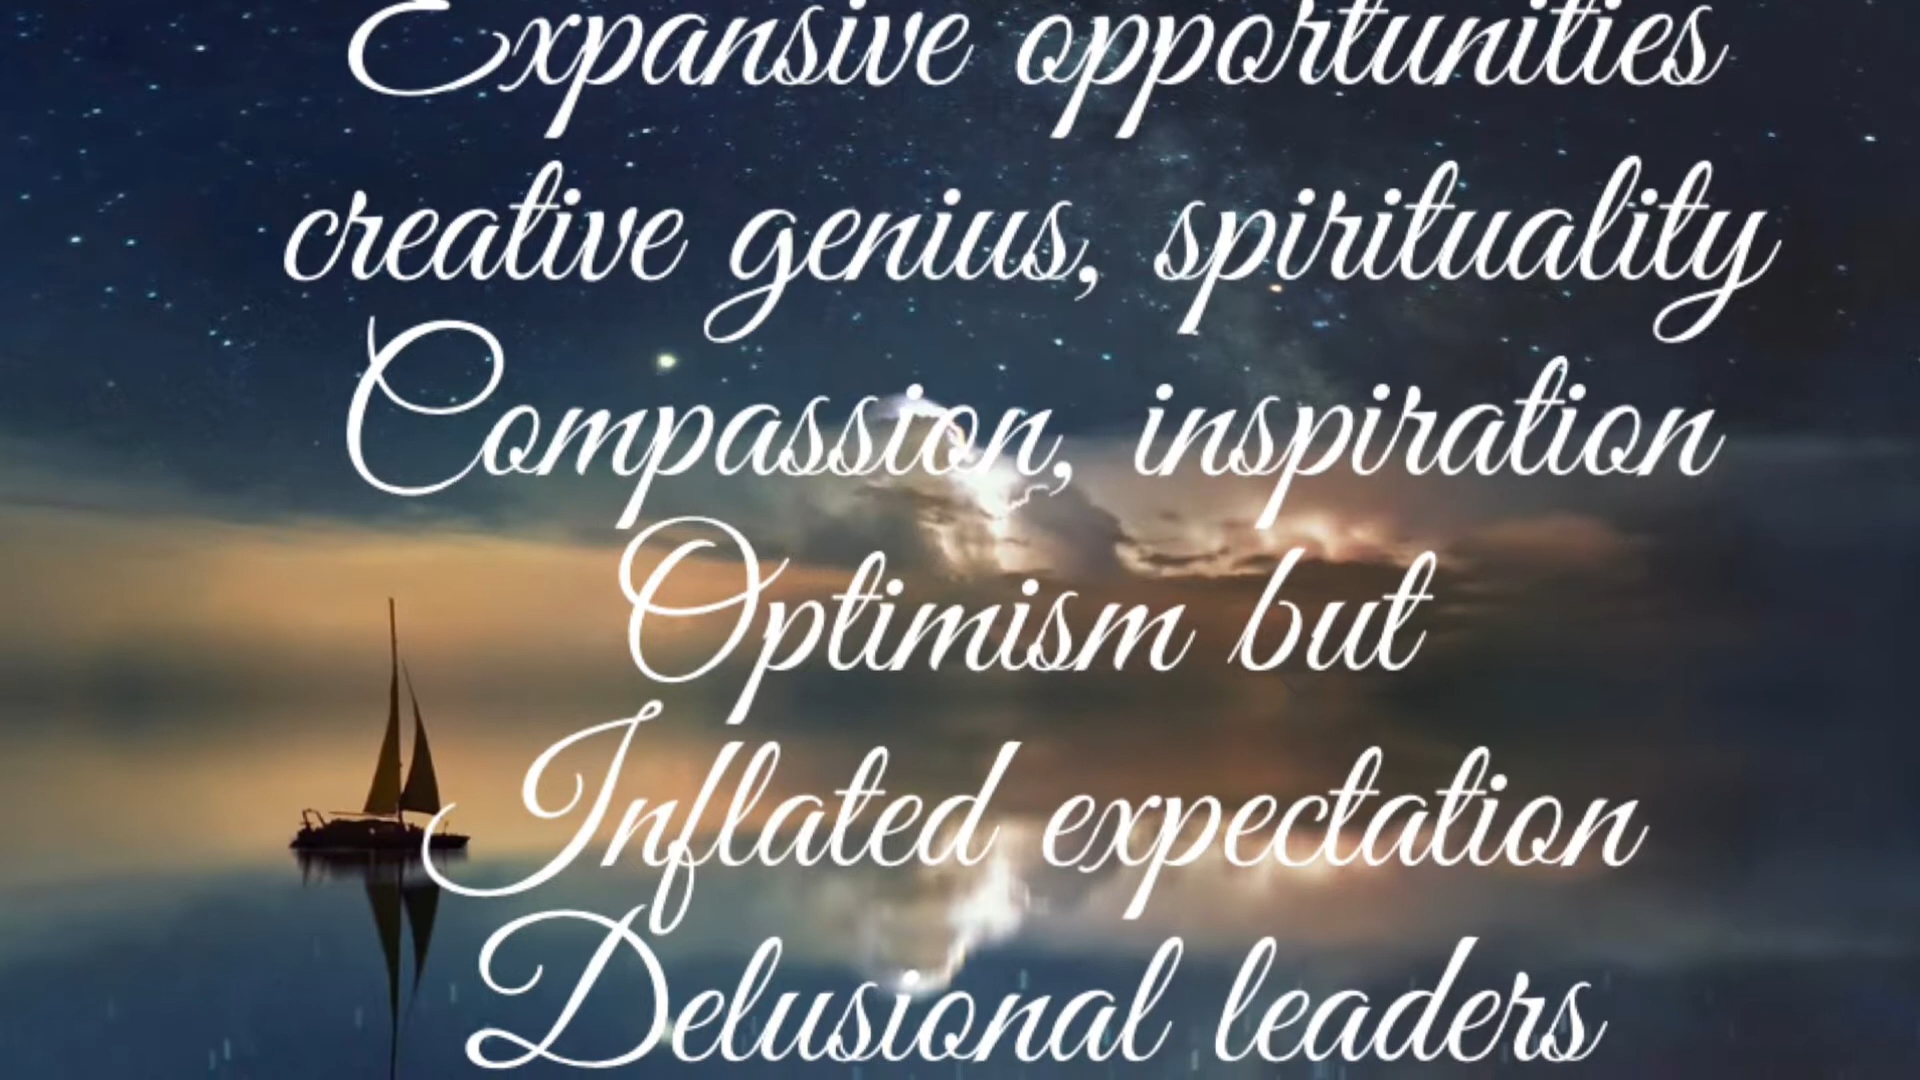 Expansive opportunities
creative genius, spirituality
Compassion, inspiration
Optimism but
Inflated expectation
Delusional leaders